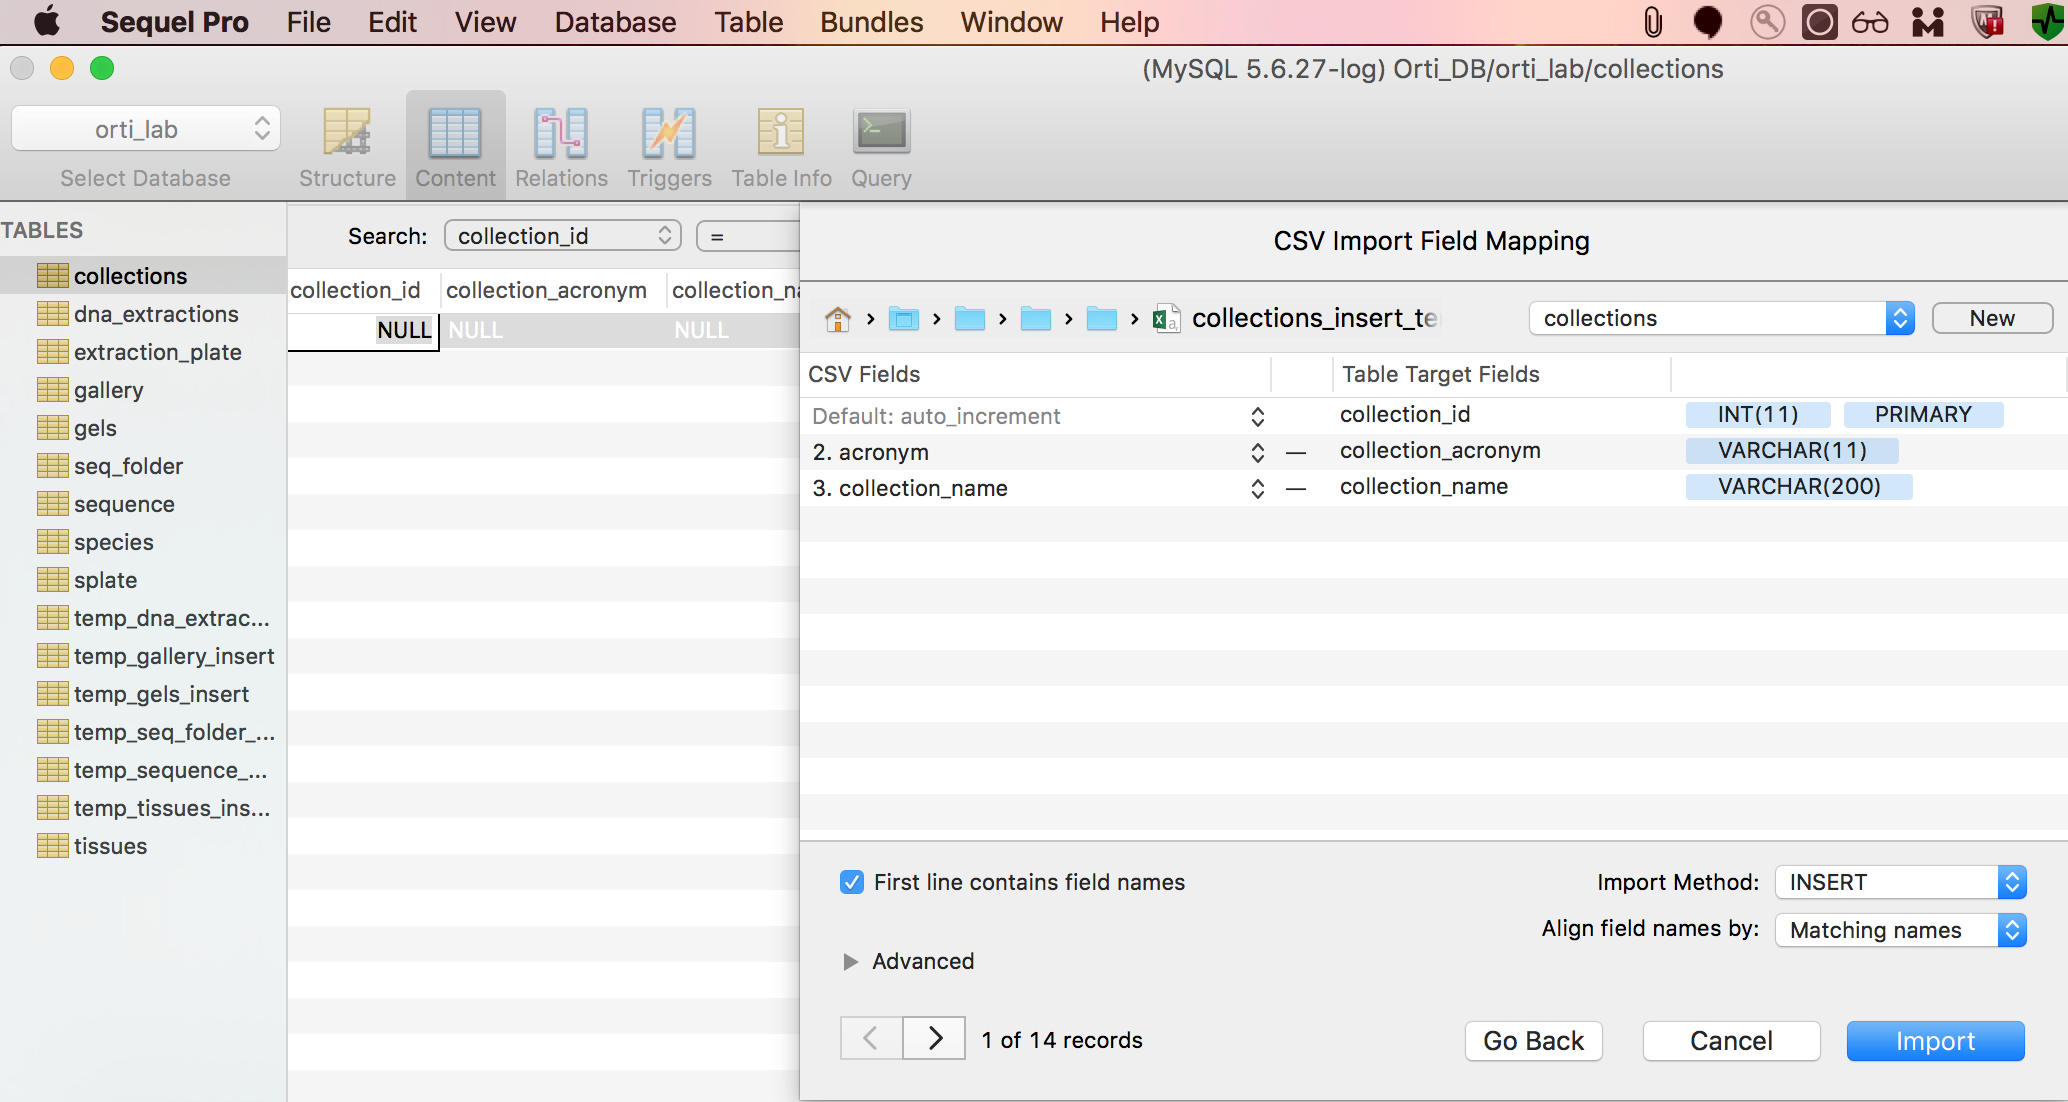 Sequel Pro File Edit View Database Table Bundles Window Help
(MySQL 5.6.27-log) Orti_DB/orti_lab/collections
orti_lab
Select Database Structure Content Relations Triggers Table Info Query
TABLES
collections
dna_extractions
extraction_plate
gallery
gels
seq_folder
sequence
species
splate
temp_dna_extrac...
temp_gallery_insert
temp_gels_insert
temp_seq_folder_...
temp_sequence_...
temp_tissues_ins...
tissues
Search: collection_id =
collection_id collection_acronym collection_na
NULL NULL NULL
CSV Import Field Mapping
collections_insert_te collections New
CSV Fields Table Target Fields
Default: auto_increment collection_id INT(11) PRIMARY
2. acronym — collection_acronym VARCHAR(11)
3. collection_name — collection_name VARCHAR(200)
First line contains field names Import Method: INSERT
Align field names by: Matching names
Advanced
1 of 14 records Go Back Cancel Import